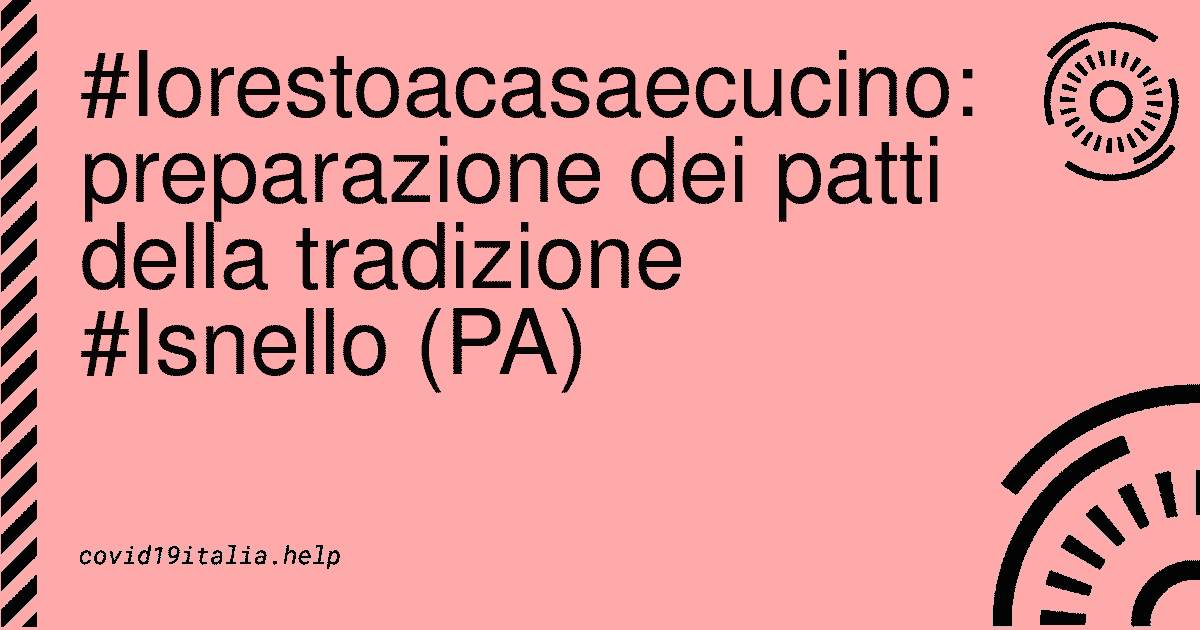 #Iorestoacasaecucino:
preparazione dei patti
della tradizione
#Isnello (PA)
covid19italia.help